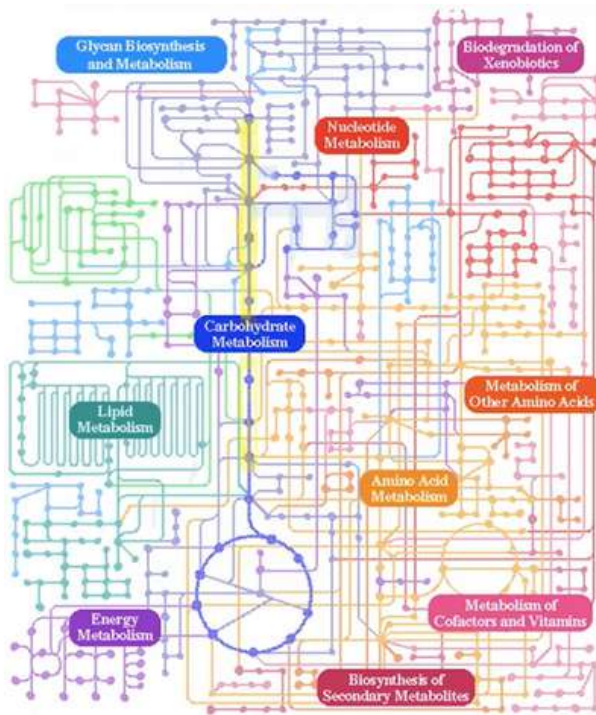 Glycan Biosynthesis
and Metabolism
Biodegradation of
Xenobiotics
Nucleotide
Metabolism
Carbohydrate
Metabolism
Lipid
Metabolism
Metabolism of
Other Amino Acids
Amino Acid
Metabolism
Energy
Metabolism
Metabolism of
Cofactors and Vitamins
Biosynthesis of
Secondary Metabolites